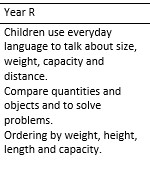 Year R
Children use everyday
language to talk about size,
weight, capacity and
distance.
Compare quantities and
objects and to solve
problems.
Ordering by weight, height,
length and capacity.